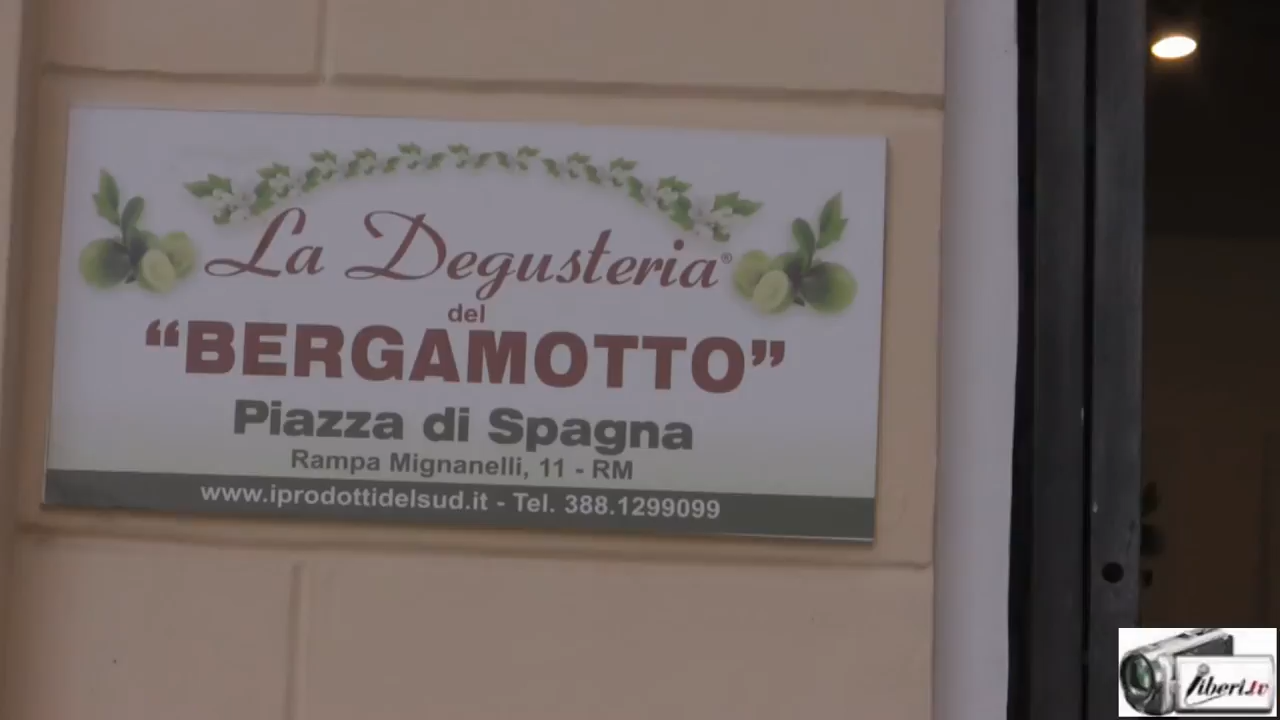 La Degusteria®
del
“BERGAMOTTO”
Piazza di Spagna
Rampa Mignanelli, 11 - RM
www.iprodottidelsud.it - Tel. 388.1299099
liberi.tv